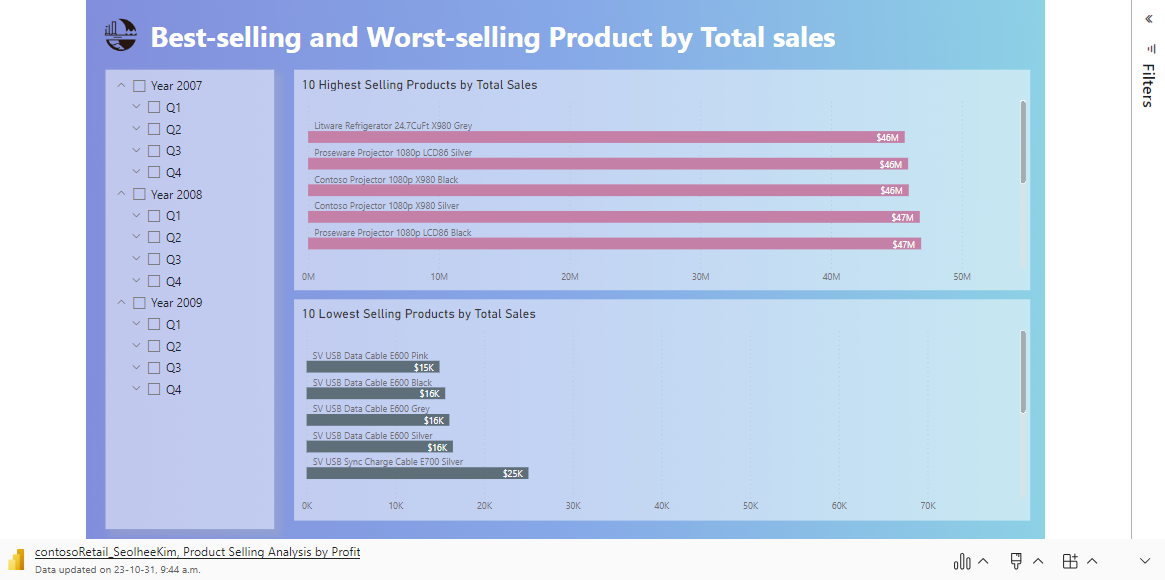 Best-selling and Worst-selling Product by Total sales
Year 2007
Q1
Q2
Q3
Q4
Year 2008
Q1
Q2
Q3
Q4
Year 2009
Q1
Q2
Q3
Q4
10 Highest Selling Products by Total Sales
Litware Refrigerator 24.7CuFt X980 Grey
$46M
Proseware Projector 1080p LCD86 Silver
$46M
Contoso Projector 1080p X980 Black
$46M
Contoso Projector 1080p X980 Silver
$47M
Proseware Projector 1080p LCD86 Black
$47M
0M 10M 20M 30M 40M 50M
10 Lowest Selling Products by Total Sales
SV USB Data Cable E600 Pink
$15K
SV USB Data Cable E600 Black
$16K
SV USB Data Cable E600 Grey
$16K
SV USB Data Cable E600 Silver
$16K
SV USB Sync Charge Cable E700 Silver
$25K
0K 10K 20K 30K 40K 50K 60K 70K
Filters
contosoRetail_SeolheeKim, Product Selling Analysis by Profit
Data updated on 23-10-31, 9:44 a.m.